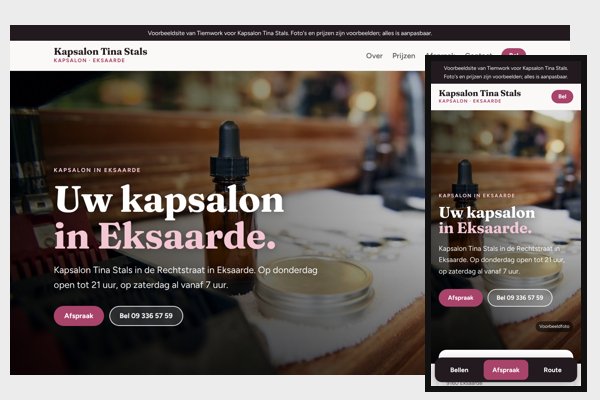 Voorbeeldsite van Tiemwork voor Kapsalon Tina Stals. Foto's en prijzen zijn voorbeelden; alles is aanpasbaar.
Kapsalon Tina Stals
KAPSALON · EKSAARDE
Over Prijzen
KAPSALON IN EKSAARDE
Uw kapsalon
in Eksaarde.
Kapsalon Tina Stals in de Rechtstraat in Eksaarde. Op donderdag
open tot 21 uur, op zaterdag al vanaf 7 uur.
Afspraak
Bel 09 336 57 59
Voorbeeldsite van Tiemwork voor Kapsalon Tina Stals.
Foto's en prijzen zijn voorbeelden; alles is aanpasbaar.
Kapsalon Tina Stals
KAPSALON · EKSAARDE
Bel
KAPSALON IN EKSAARDE
Uw kapsalon
in Eksaarde.
Kapsalon Tina Stals in de Rechtstraat in
Eksaarde. Op donderdag open tot 21 uur,
op zaterdag al vanaf 7 uur.
Afspraak
Bel 09 336 57 59
Voorbeeldfoto
Bellen
Afspraak
Route